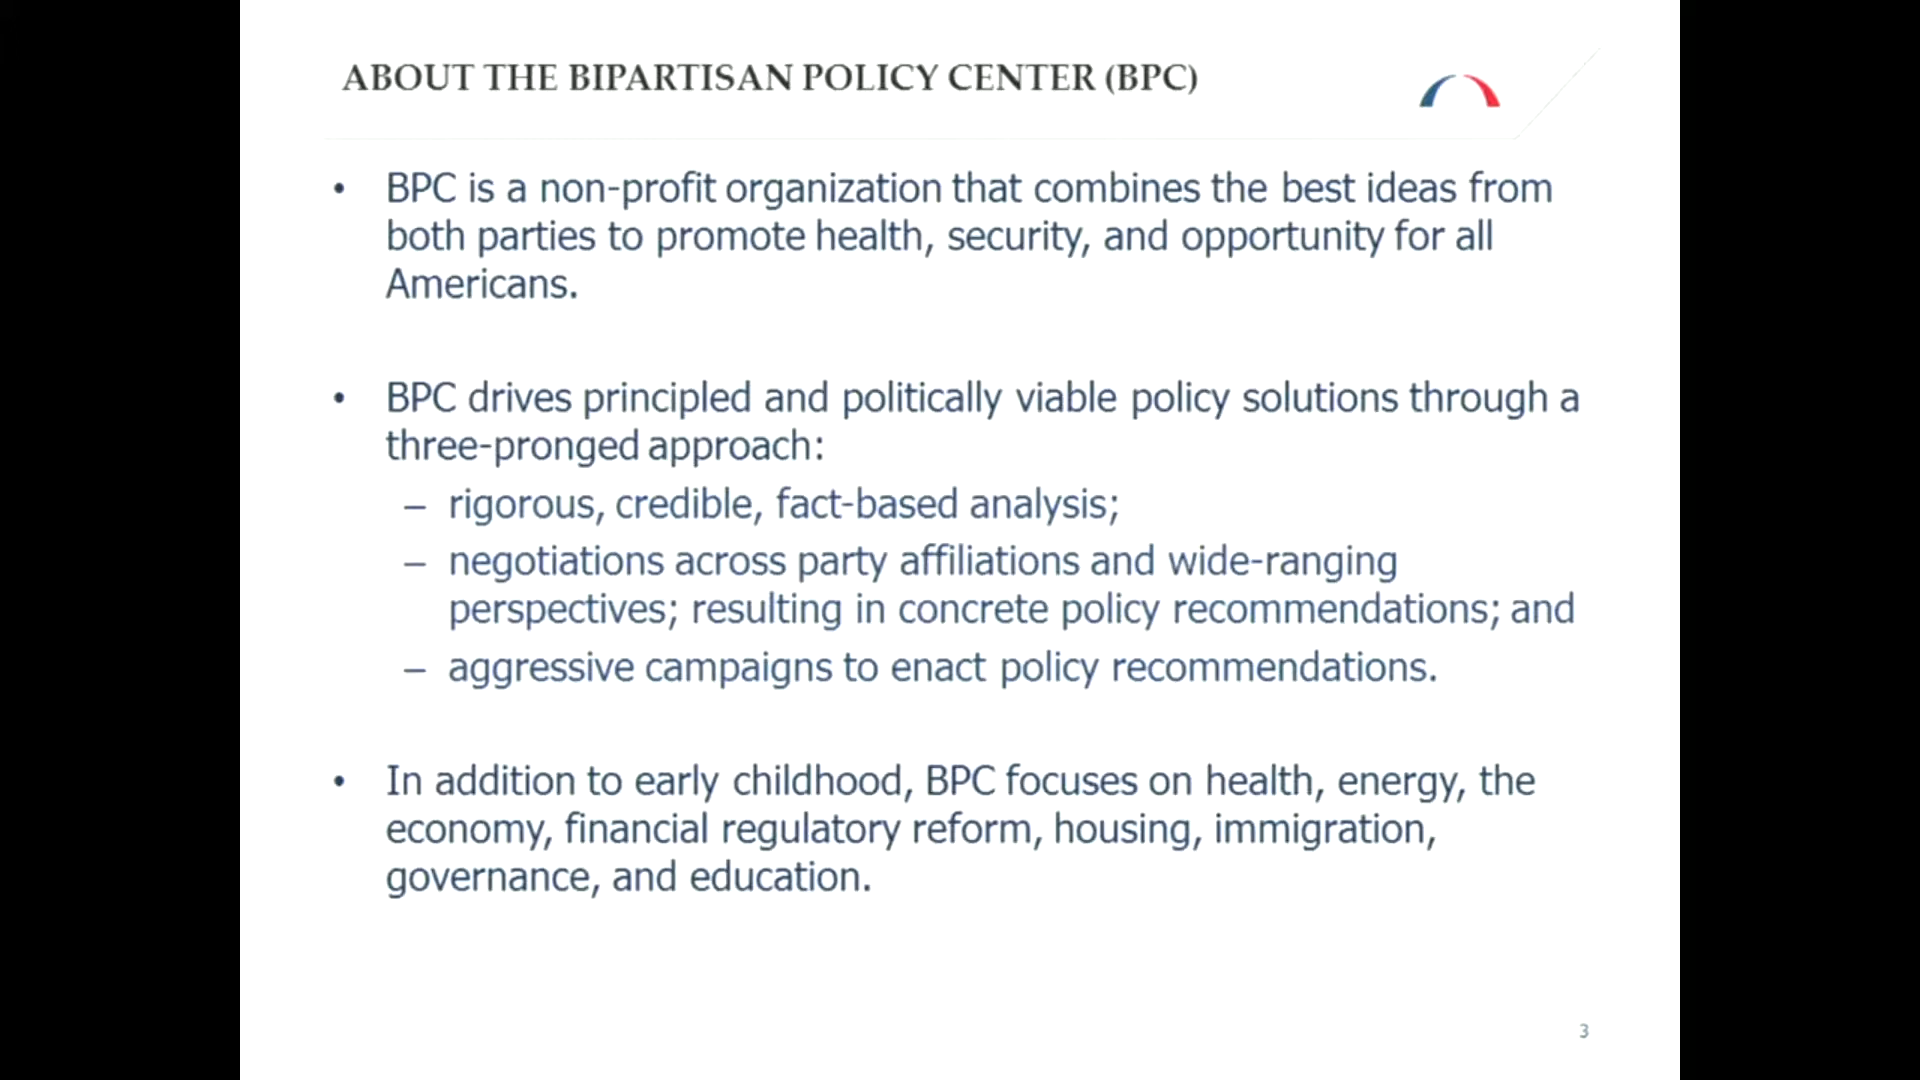 ABOUT THE BIPARTISAN POLICY CENTER (BPC)
• BPC is a non-profit organization that combines the best ideas from
both parties to promote health, security, and opportunity for all
Americans.
• BPC drives principled and politically viable policy solutions through a
three-pronged approach:
– rigorous, credible, fact-based analysis;
– negotiations across party affiliations and wide-ranging
perspectives; resulting in concrete policy recommendations; and
– aggressive campaigns to enact policy recommendations.
• In addition to early childhood, BPC focuses on health, energy, the
economy, financial regulatory reform, housing, immigration,
governance, and education.
3